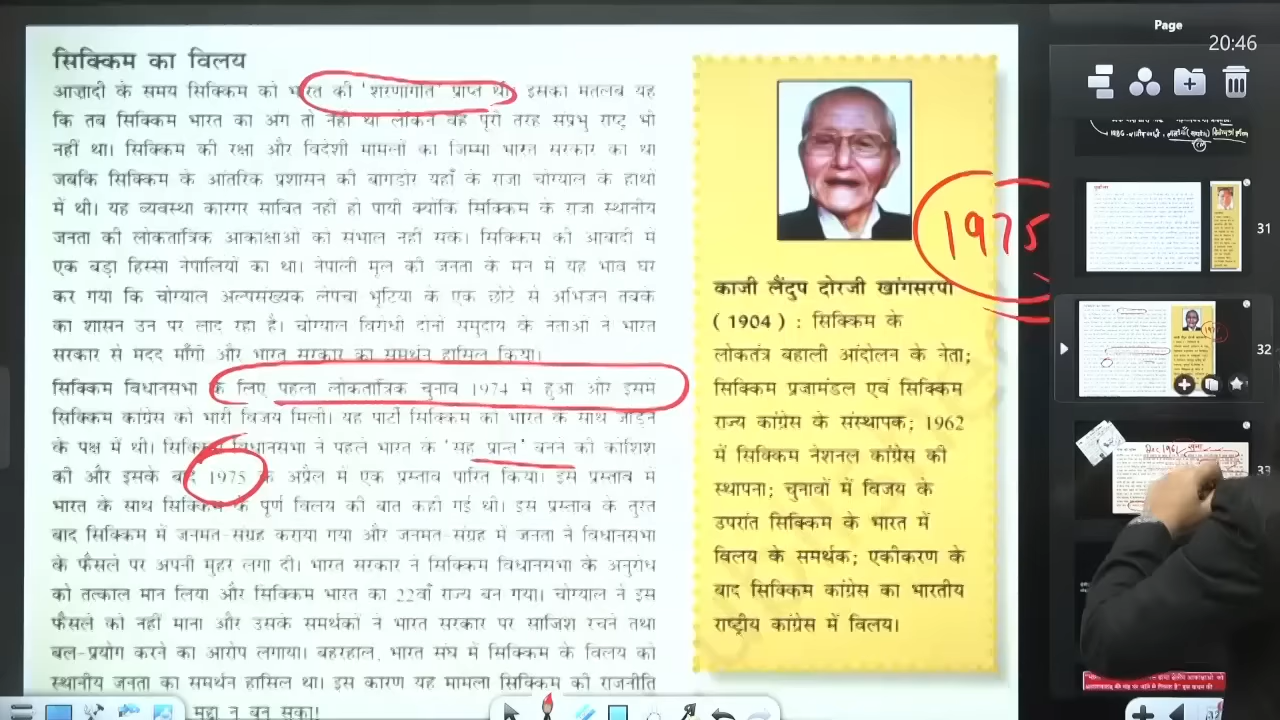 सिक्किम का विलय
आज़ादी के समय सिक्किम को भारत की 'शरणागति' प्राप्त थी। इसका मतलब यह
कि तब सिक्किम भारत का अंग तो नहीं था लेकिन वह पूरी तरह संप्रभु राष्ट्र भी
नहीं था। सिक्किम की रक्षा और विदेशी मामलों का जिम्मा भारत सरकार का था
जबकि सिक्किम के आंतरिक प्रशासन की बागडोर यहाँ के राजा चोग्याल के हाथों
में थी। यह व्यवस्था कारगर साबित नहीं हो पायी क्योंकि सिक्किम के राजा स्थानीय
जनता की लोकतांत्रिक आकांक्षाओं को संभाल नहीं सके। सिक्किम की आबादी में
एक बड़ा हिस्सा नेपालियों का था। नेपाली मूल की जनता के मन में यह भाव घर
कर गया कि चोग्याल अल्पसंख्यक लेपचा भूटिया के एक छोटे से अभिजन तबके
का शासन उन पर लाद रहा है। चोग्याल विरोधी दोनों समुदाय के नेताओं ने भारत
सरकार से मदद माँगी और भारत सरकार का समर्थन हासिल किया।
सिक्किम विधानसभा के लिए पहला लोकतांत्रिक चुनाव 1974 में हुआ और इसमें
सिक्किम कांग्रेस को भारी विजय मिली। यह पार्टी सिक्किम को भारत के साथ जोड़ने
के पक्ष में थी। सिक्किम विधानसभा ने पहले भारत के 'सह प्रान्त' बनने की कोशिश
की और इसके बाद 1975 के अप्रैल में एक प्रस्ताव पारित किया। इस प्रस्ताव में
भारत के साथ सिक्किम के पूर्ण विलय की बात कही गई थी। इस प्रस्ताव के तुरंत
बाद सिक्किम में जनमत-संग्रह कराया गया और जनमत-संग्रह में जनता ने विधानसभा
के फ़ैसले पर अपनी मुहर लगा दी। भारत सरकार ने सिक्किम विधानसभा के अनुरोध
को तत्काल मान लिया और सिक्किम भारत का 22वाँ राज्य बन गया। चोग्याल ने इस
फ़ैसले को नहीं माना और उसके समर्थकों ने भारत सरकार पर साजिश रचने तथा
बल-प्रयोग करने का आरोप लगाया। बहरहाल, भारत संघ में सिक्किम के विलय को
स्थानीय जनता का समर्थन हासिल था। इस कारण यह मामला सिक्किम की राजनीति
मुद्दा न बन सका।
1975
काजी लैंदुप दोरजी खांगसरपा
(1904) : सिक्किम के
लोकतंत्र बहाली आंदोलन के नेता;
सिक्किम प्रजामंडल एवं सिक्किम
राज्य कांग्रेस के संस्थापक; 1962
में सिक्किम नेशनल कांग्रेस की
स्थापना; चुनावों में विजय के
उपरांत सिक्किम के भारत में
विलय के समर्थक; एकीकरण के
बाद सिक्किम कांग्रेस का भारतीय
राष्ट्रीय कांग्रेस में विलय।
Page
20:46
31
32
33